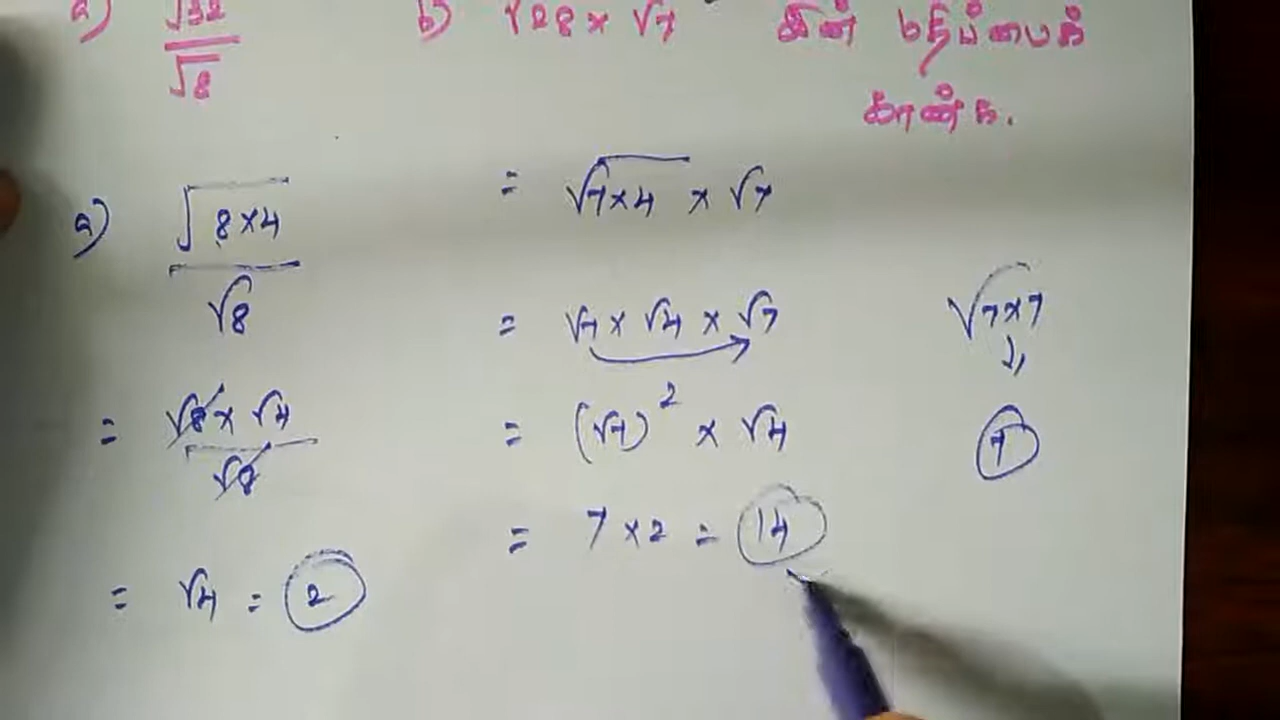 a) √32 / √8 b) √28 × √7 இன் மதிப்பைக்
காண்க.
a) √(8×4) / √8
= (√8 × √4) / √8
= √4 = 2
= √(7×4) × √7
= √7 × √4 × √7
= (√7)² × √4
= 7 × 2 = 14
√(7×7)
↓
7